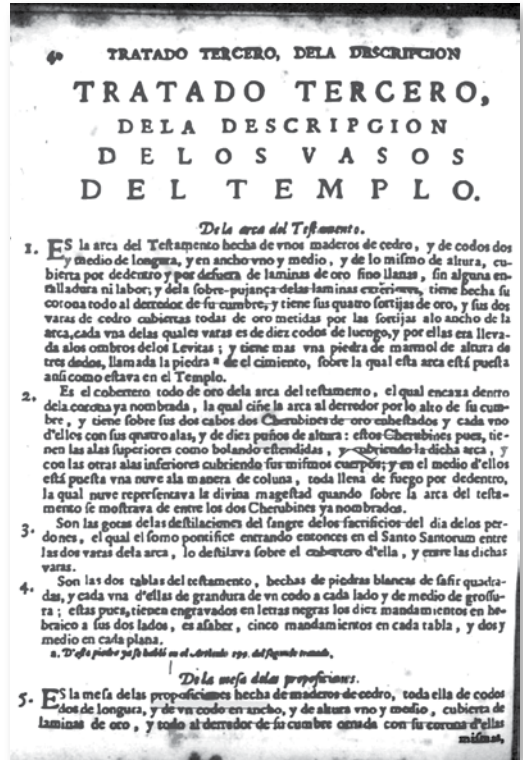 40 TRATADO TERCERO, DELA DESCRIPCION
TRATADO TERCERO,
DELA DESCRIPCION
DELOS VASOS
DEL TEMPLO.
De la arca del Testamento.
1. ES la arca del Testamento hecha de vnos maderos de cedro, y de codos dos
y medio de longura, y en ancho vno y medio, y de lo mismo de altura, cu-
bierta por dedentro y por defuera de laminas de oro fino llanas, sin alguna en-
talladura ni labor; y dela sobre-pujança delas laminas exteriores, tiene hecha su
corona todo al derredor de su cumbre, y tiene sus quatro sortijas de oro, y sus dos
varas de cedro cubiertas todas de oro metidas por las sortijas alo ancho de la
arca, cada vna delas quales varas es de diez codos de luengo, y por ellas era lleva-
da alos ombros delos Levitas; y tiene mas vna piedra de marmol de altura de
tres dedos, llamada la piedra a de el cimiento, sobre la qual esta arca está puesta
ansi como estava en el Templo.
2. Es el cobertero todo de oro dela arca del testamento, el qual encaxa dentro
dela corona ya nombrada, la qual ciñe la arca al derredor por lo alto de su cum-
bre, y tiene sobre sus dos cabos dos Cherubines de oro enhestados y cada vno
d'ellos con sus quatro alas, y de diez puños de altura: estos Cherubines pues, tie-
nen las alas superiores como bolando estendidas, y cubriendo la dicha arca, y
con las otras alas inferiores cubriendo sus mismos cuerpos; y en el medio d'ellos
está puesta vna nuve ala manera de coluna, toda llena de fuego por dedentro,
la qual nuve representava la divina magestad quando sobre la arca del testa-
mento se mostrava de entre los dos Cherubines ya nombrados.
3. Son las gotas delas destilaciones del sangre delos sacrificios del dia delos per-
dones, el qual el somo pontifice entrando entonces en el Santo Santorum entre
las dos varas dela arca, lo destilava sobre el cobertero d'ella, y entre las dichas
varas.
4. Son las dos tablas del testamento, hechas de piedras blancas de safir quadra-
das, y cada vna d'ellas de grandura de vn codo a cada lado y de medio de grossu-
ra; estas pues, tienen engravados en letras negras los diez mandamientos en he-
braico a sus dos lados, es asaber, cinco mandamientos en cada tabla, y dos y
medio en cada plana.
a. D'esta piedra ya se habló en el Articulo del segundo tratado.
De la mesa delas proposiciones.
5. ES la mesa delas proposiciones hecha de maderos de cedro, toda ella de codos
dos de longura, y de vn codo en ancho, y de altura vno y medio, cubierta de
laminas de oro, y todo al derredor de su cumbre ornada con su corona d'ellas
mismas,